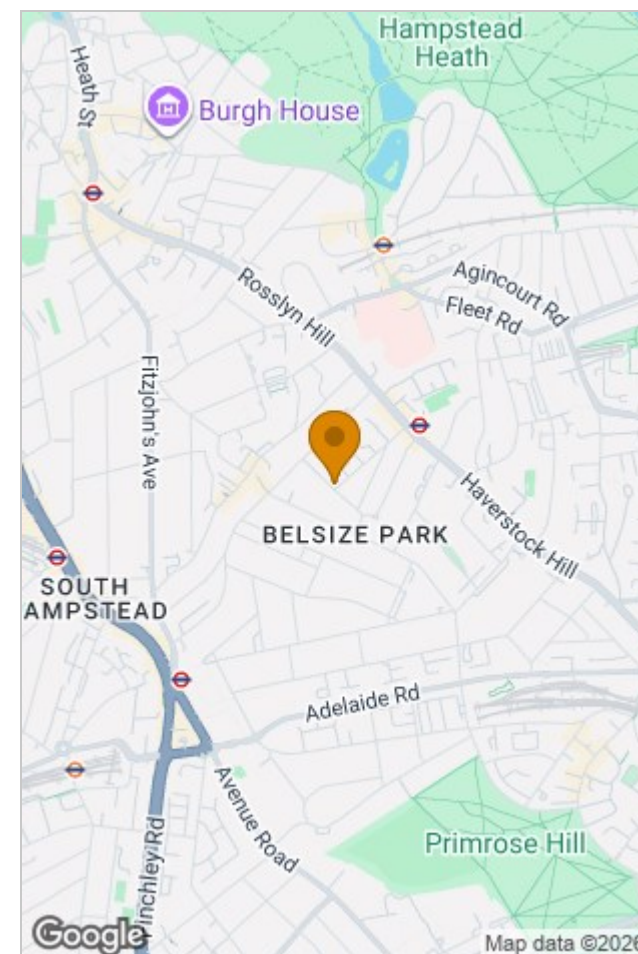 Hampstead
Heath
Heath St
Burgh House
Rosslyn Hill
Agincourt Rd
Fleet Rd
Fitzjohn's Ave
BELSIZE PARK
Haverstock Hill
SOUTH
AMPSTEAD
Adelaide Rd
Avenue Road
Finchley Rd
Primrose Hill
Google
Map data ©2026